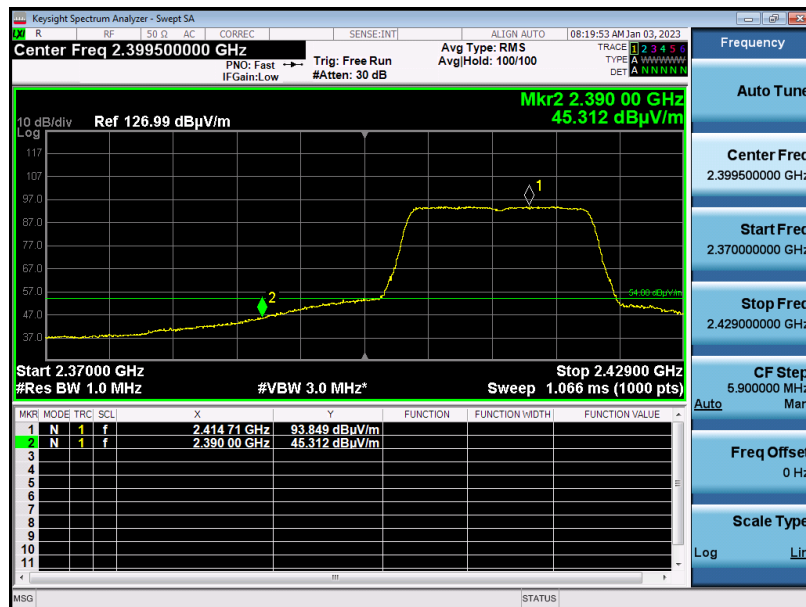 Keysight Spectrum Analyzer - Swept SA
LXI R RF 50 Ω AC CORREC SENSE:INT ALIGN AUTO 08:19:53 AM Jan 03, 2023
Center Freq 2.399500000 GHz
PNO: Fast
IFGain:Low
Trig: Free Run
#Atten: 30 dB
Avg Type: RMS
Avg|Hold: 100/100
TRACE 1 2 3 4 5 6
TYPE A WWWWW
DET A N N N N N
Mkr2 2.390 00 GHz
45.312 dBµV/m
10 dB/div Ref 126.99 dBµV/m
Log
117
107
97.0
87.0
77.0
67.0
57.0
47.0
37.0
1
2
54.00 dBµV/m
Start 2.37000 GHz Stop 2.42900 GHz
#Res BW 1.0 MHz #VBW 3.0 MHz* Sweep 1.066 ms (1000 pts)
MKR MODE TRC SCL X Y FUNCTION FUNCTION WIDTH FUNCTION VALUE
1 N 1 f 2.414 71 GHz 93.849 dBµV/m
2 N 1 f 2.390 00 GHz 45.312 dBµV/m
3
4
5
6
7
8
9
10
11
MSG STATUS
Frequency
Auto Tune
Center Freq
2.399500000 GHz
Start Freq
2.370000000 GHz
Stop Freq
2.429000000 GHz
CF Step
5.900000 MHz
Auto Man
Freq Offset
0 Hz
Scale Type
Log Lin